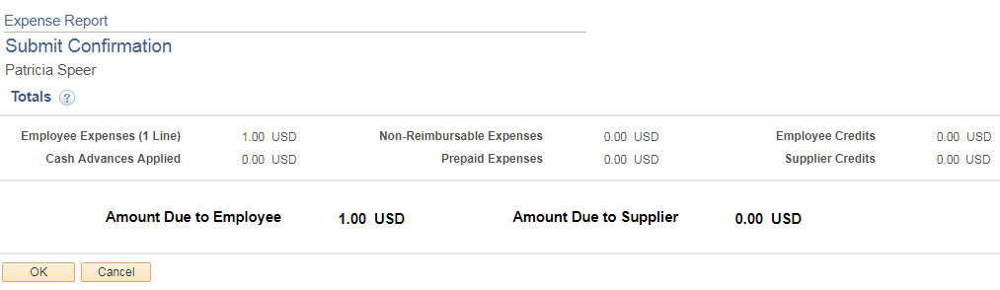 Expense Report
Submit Confirmation
Patricia Speer
Totals ?
Employee Expenses (1 Line) 1.00 USD Non-Reimbursable Expenses 0.00 USD Employee Credits 0.00 USD
Cash Advances Applied 0.00 USD Prepaid Expenses 0.00 USD Supplier Credits 0.00 USD
Amount Due to Employee 1.00 USD Amount Due to Supplier 0.00 USD
OK Cancel